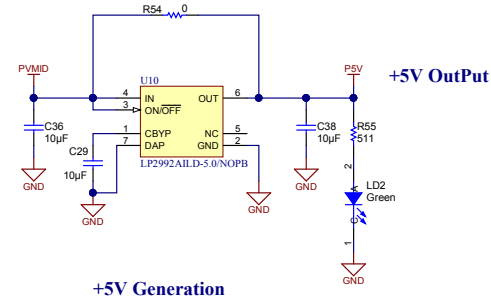 R54 0
PVMID
U10
P5V
+5V OutPut
4 IN OUT 6
3 ON/OFF
C36
10µF
1 CBYP NC 5
7 DAP GND 2
C38
10µF
R55
511
C29
10µF
LP2992AILD-5.0/NOPB
2
A
LD2
Green
C
1
GND
GND
GND
GND
+5V Generation